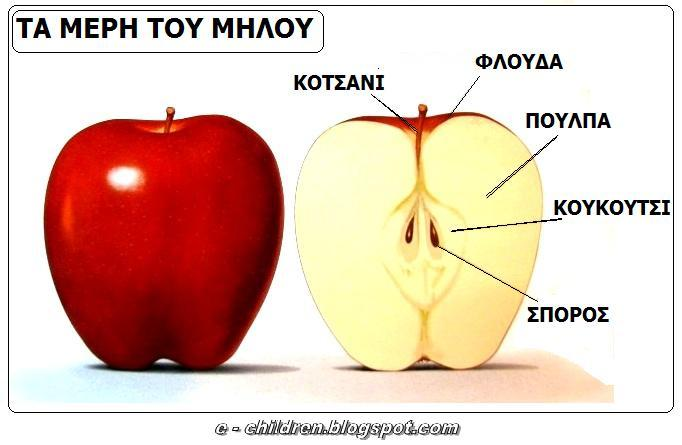 ΤΑ ΜΕΡΗ ΤΟΥ ΜΗΛΟΥ
ΦΛΟΥΔΑ
ΚΟΤΣΑΝΙ
ΠΟΥΛΠΑ
ΚΟΥΚΟΥΤΣΙ
ΣΠΟΡΟΣ
e - children.blogspot.com